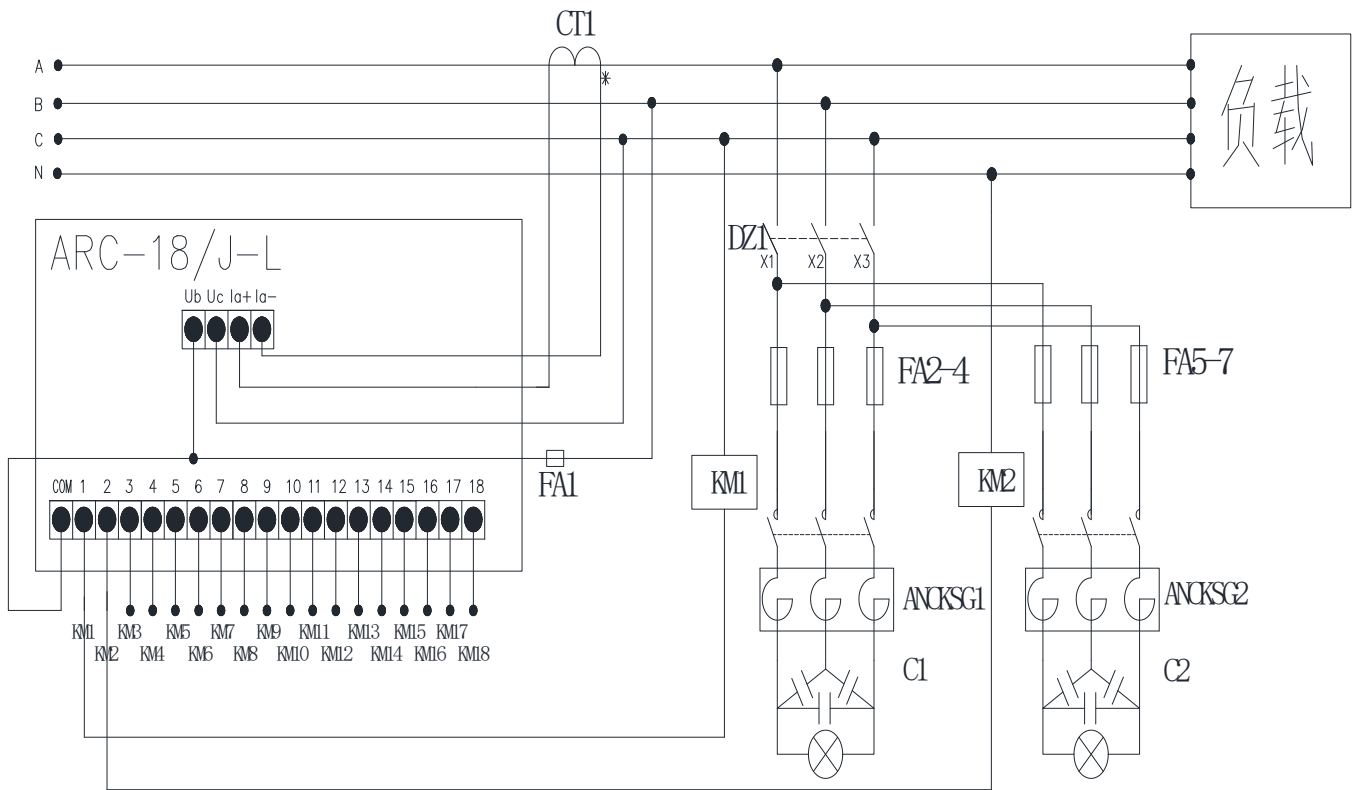 CT1
A
B
C
N
负载
ARC-18/J-L
Ub Uc Ia+ Ia-
DZ1
X1 X2 X3
FA2-4
FA5-7
FA1
KM1
KM2
COM 1 2 3 4 5 6 7 8 9 10 11 12 13 14 15 16 17 18
KM1 KM3 KM5 KM7 KM9 KM11 KM13 KM15 KM17
KM2 KM4 KM6 KM8 KM10 KM12 KM14 KM16 KM18
ANCKSG1
ANCKSG2
C1
C2